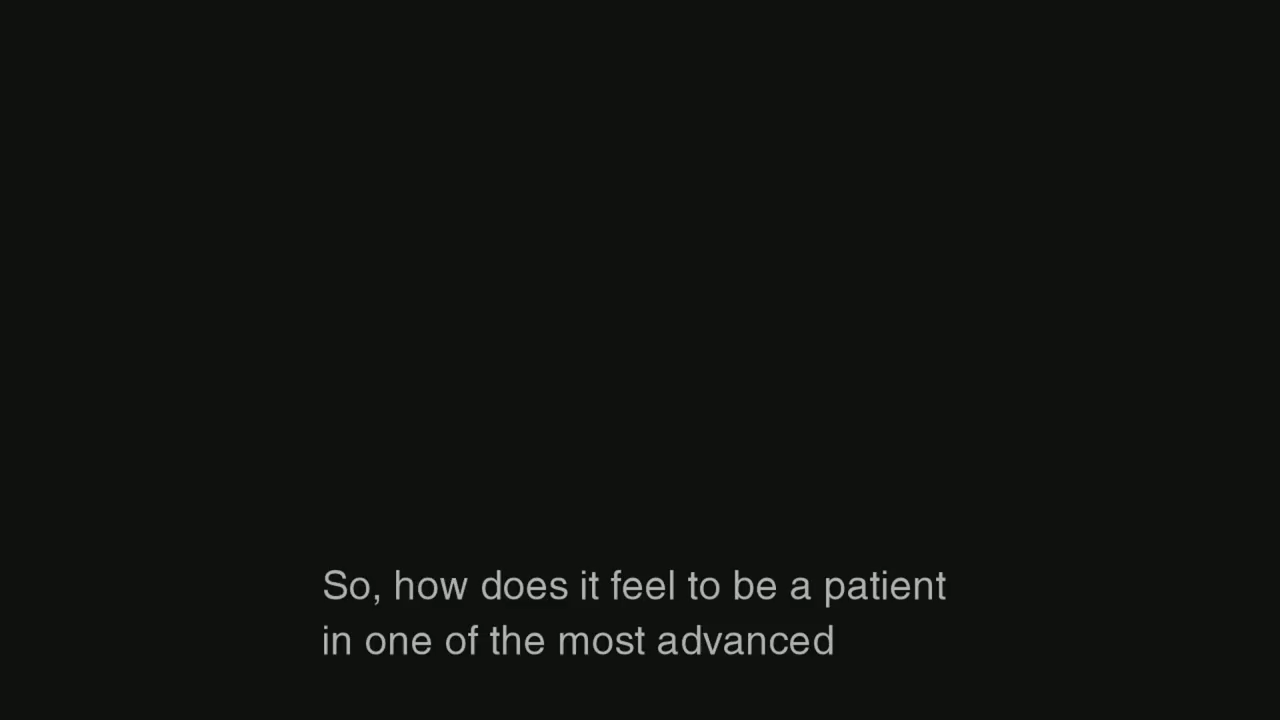 So, how does it feel to be a patient
in one of the most advanced